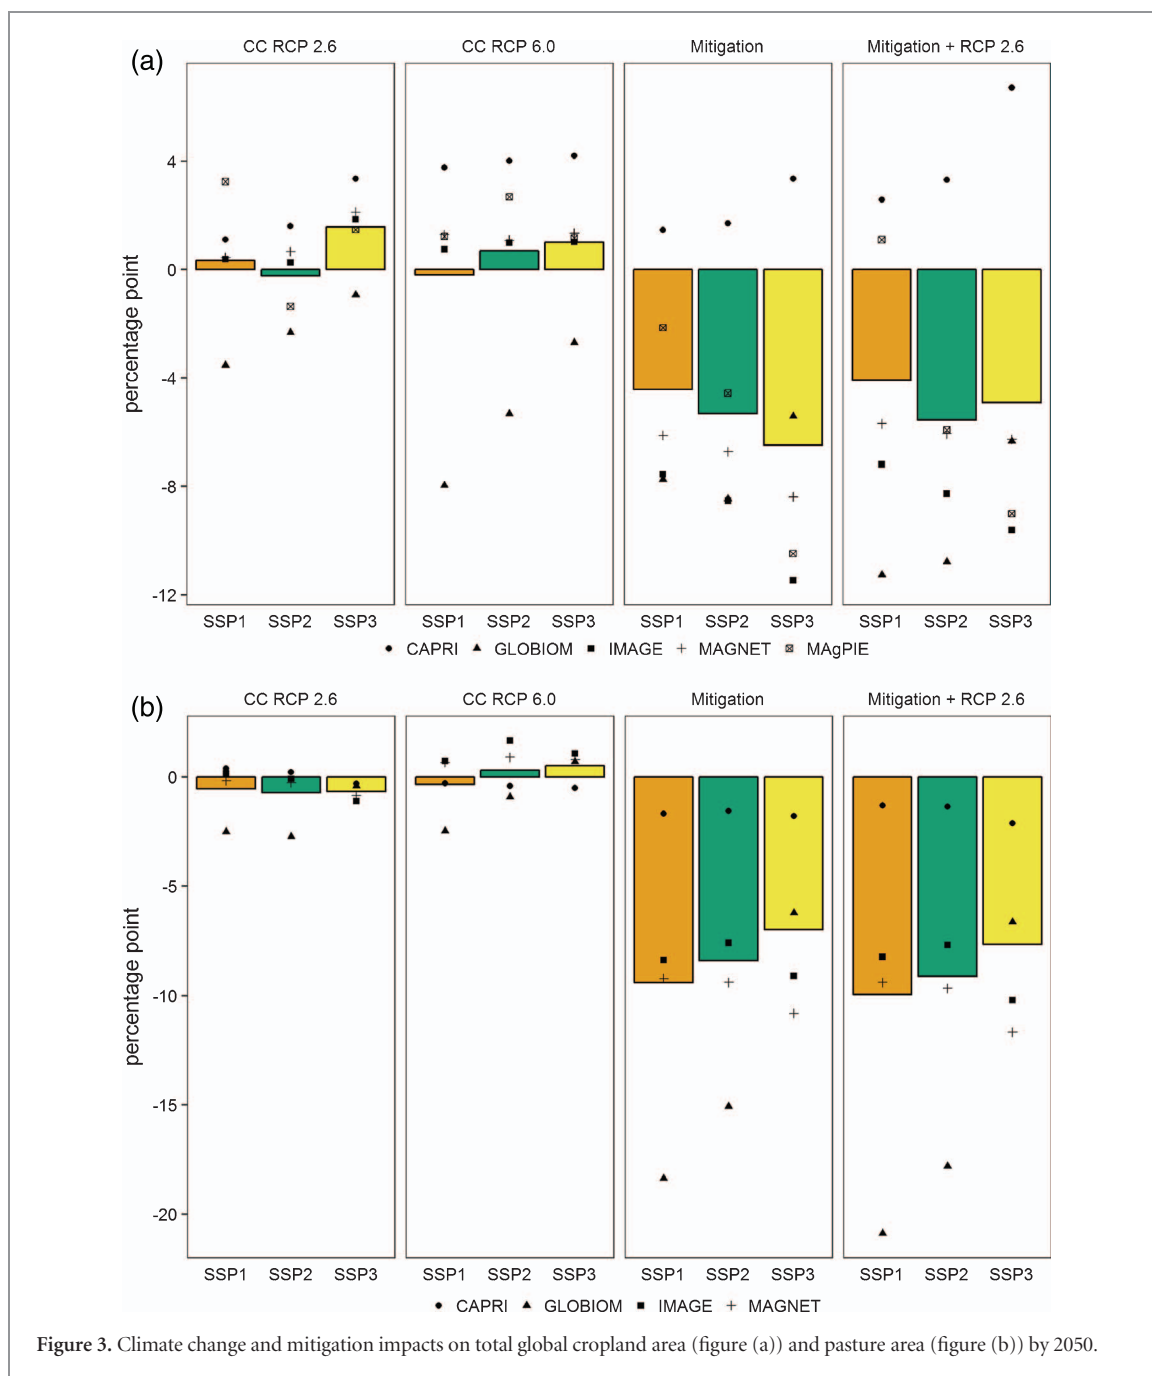 (a)
CC RCP 2.6 CC RCP 6.0 Mitigation Mitigation + RCP 2.6
percentage point
4
0
-4
-8
-12
SSP1 SSP2 SSP3 SSP1 SSP2 SSP3 SSP1 SSP2 SSP3 SSP1 SSP2 SSP3
CAPRI GLOBIOM IMAGE MAGNET MAgPIE
(b)
CC RCP 2.6 CC RCP 6.0 Mitigation Mitigation + RCP 2.6
percentage point
0
-5
-10
-15
-20
SSP1 SSP2 SSP3 SSP1 SSP2 SSP3 SSP1 SSP2 SSP3 SSP1 SSP2 SSP3
CAPRI GLOBIOM IMAGE MAGNET
Figure 3. Climate change and mitigation impacts on total global cropland area (figure (a)) and pasture area (figure (b)) by 2050.